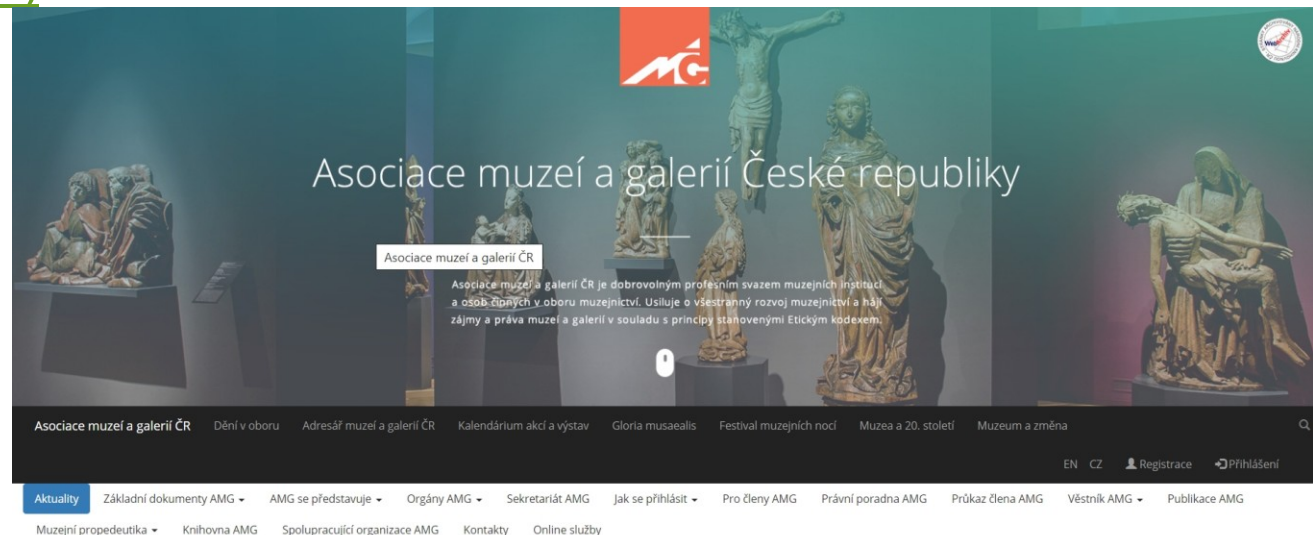 AMG
Asociace muzeí a galerií České republiky
Asociace muzeí a galerií ČR
Asociace muzeí a galerií ČR je dobrovolným profesním svazem muzejních institucí
a osob činných v oboru muzejnictví. Usiluje o všestranný rozvoj muzejnictví a hájí
zájmy a práva muzeí a galerií v souladu s principy stanovenými Etickým kodexem.
Asociace muzeí a galerií ČR Dění v oboru Adresář muzeí a galerií ČR Kalendárium akcí a výstav Gloria musaealis Festival muzejních nocí Muzea a 20. století Muzeum a změna
EN CZ Registrace Přihlášení
Aktuality Základní dokumenty AMG AMG se představuje Orgány AMG Sekretariát AMG Jak se přihlásit Pro členy AMG Právní poradna AMG Průkaz člena AMG Věstník AMG Publikace AMG
Muzejní propedeutika Knihovna AMG Spolupracující organizace AMG Kontakty Online služby